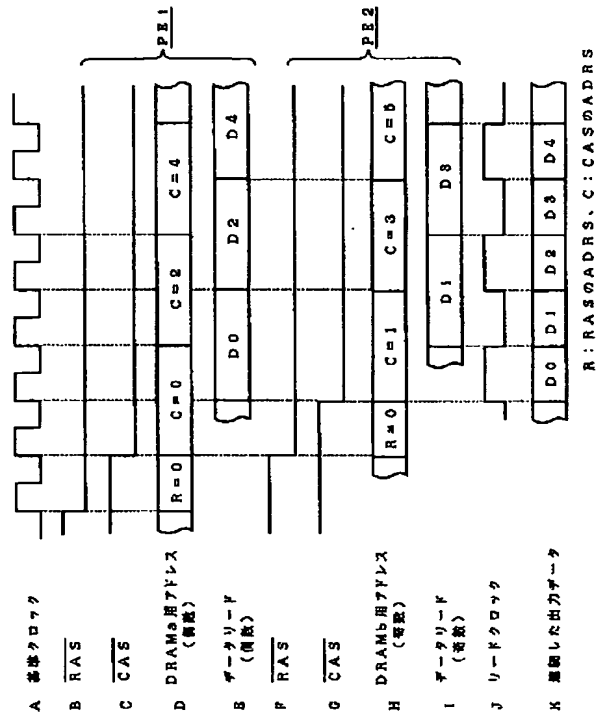 A 基準クロック
B RAS
C CAS
D DRAMa用アドレス R=0 C=0 C=2 C=4
(偶数)
E データリード D0 D2 D4
(偶数)
PE1
F RAS
G CAS
H DRAMb用アドレス R=0 C=1 C=3 C=5
(奇数)
I データリード D1 D3
(奇数)
PE2
J リードクロック
K 連続した出力データ D0 D1 D2 D3 D4
R:RASのADRS、C:CASのADRS